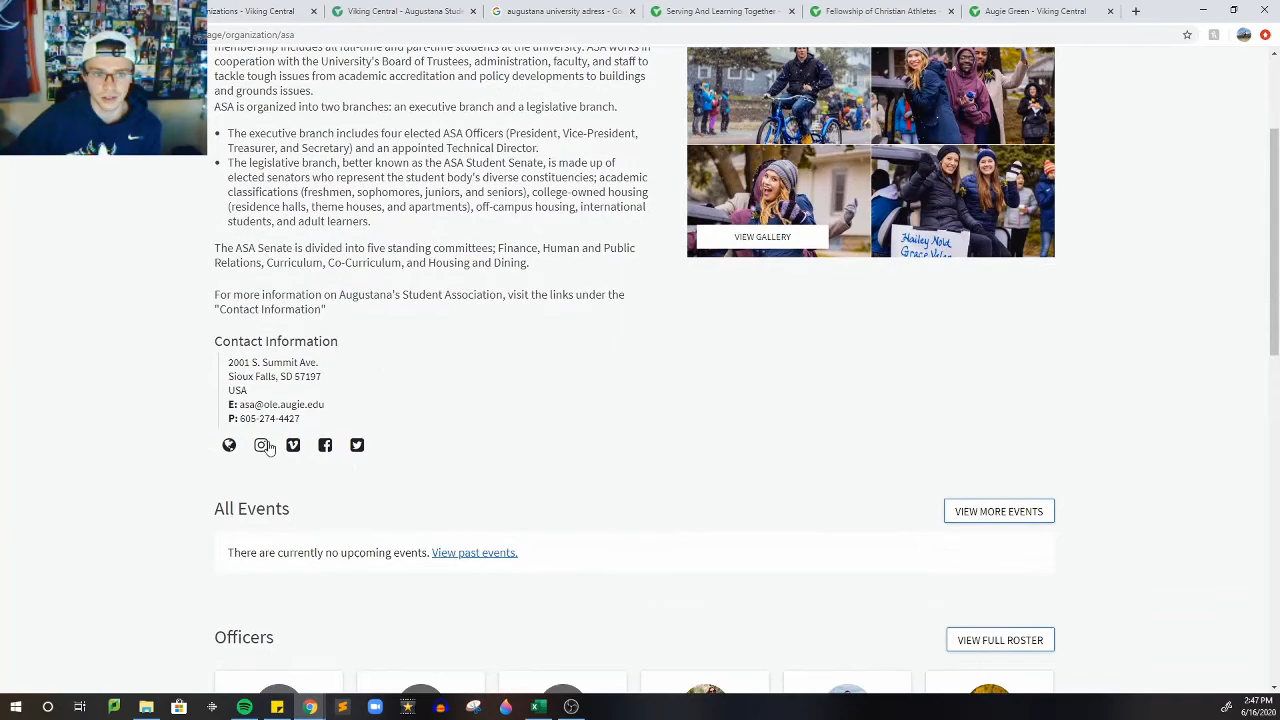 nizations - Viking Central
Viking Central - Augustana Stud
augustana university address - Go
Serving And Learning Together -
Fellowship of Christian Athletes -
Augie Green - Viking Central
age/organization/asa
membership includes all full-time and part-time students at the university. ASA works in
cooperation with the University's Board of Trustees, administration, faculty, and staff to
tackle tough issues from academic accreditation and policy developments to buildings
and grounds issues.
ASA is organized into two branches: an executive branch and a legislative branch.
The executive branch includes four elected ASA Officers (President, Vice-President,
Treasurer, and Secretary) and an appointed Technical Director.
The legislative branch, better known as the ASA Student Senate, is made up of
elected senators who represent the student body's diverse constituencies; academic
classifications (freshmen, sophomores, juniors, and seniors), college-owned housing
(residence halls, theme houses, and apartments), off-campus housing, international
students, and adult learners.
The ASA Senate is divided into five standing committees: Finance, Human and Public
Relations, Curriculum, Co-Curriculum, and Housing and Dining.
For more information on Augustana's Student Association, visit the links under the
"Contact Information"
VIEW GALLERY
Hailey Nold
Grace
Contact Information
2001 S. Summit Ave.
Sioux Falls, SD 57197
USA
E: asa@ole.augie.edu
P: 605-274-4427
All Events
VIEW MORE EVENTS
There are currently no upcoming events. View past events.
Officers
VIEW FULL ROSTER
2:47 PM
6/16/2020